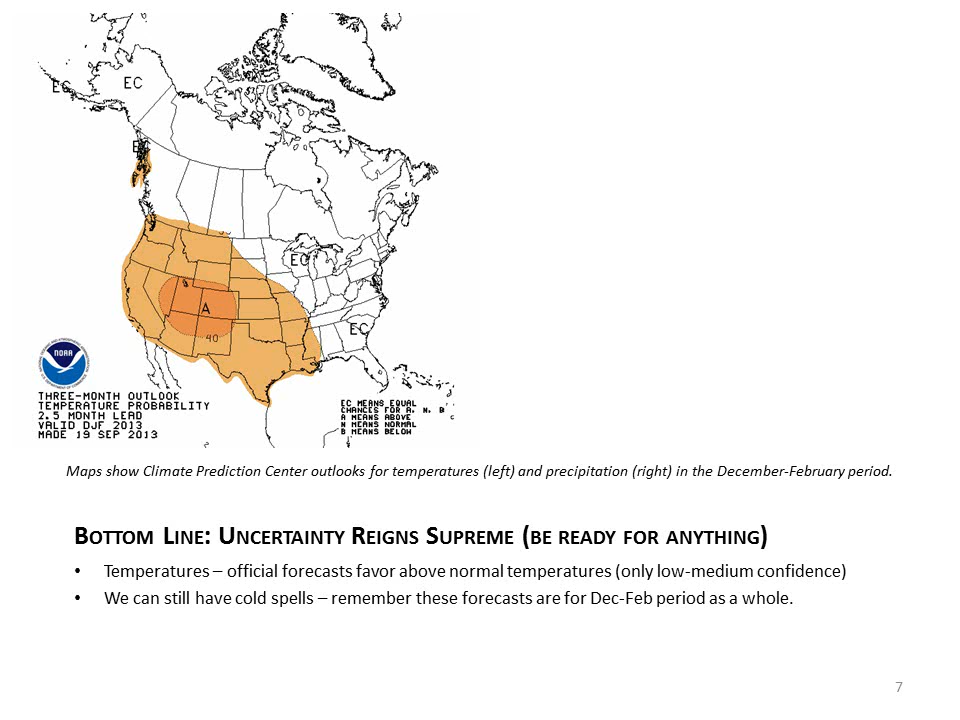 EC
EC
EC
EC
A
40
EC
NOAA
THREE-MONTH OUTLOOK
TEMPERATURE PROBABILITY
2.5 MONTH LEAD
VALID DJF 2013
MADE 19 SEP 2013
EC MEANS EQUAL
CHANCES FOR A, N, B
A MEANS ABOVE
N MEANS NORMAL
B MEANS BELOW
Maps show Climate Prediction Center outlooks for temperatures (left) and precipitation (right) in the December-February period.
BOTTOM LINE: UNCERTAINTY REIGNS SUPREME (BE READY FOR ANYTHING)
• Temperatures – official forecasts favor above normal temperatures (only low-medium confidence)
• We can still have cold spells – remember these forecasts are for Dec-Feb period as a whole.
7